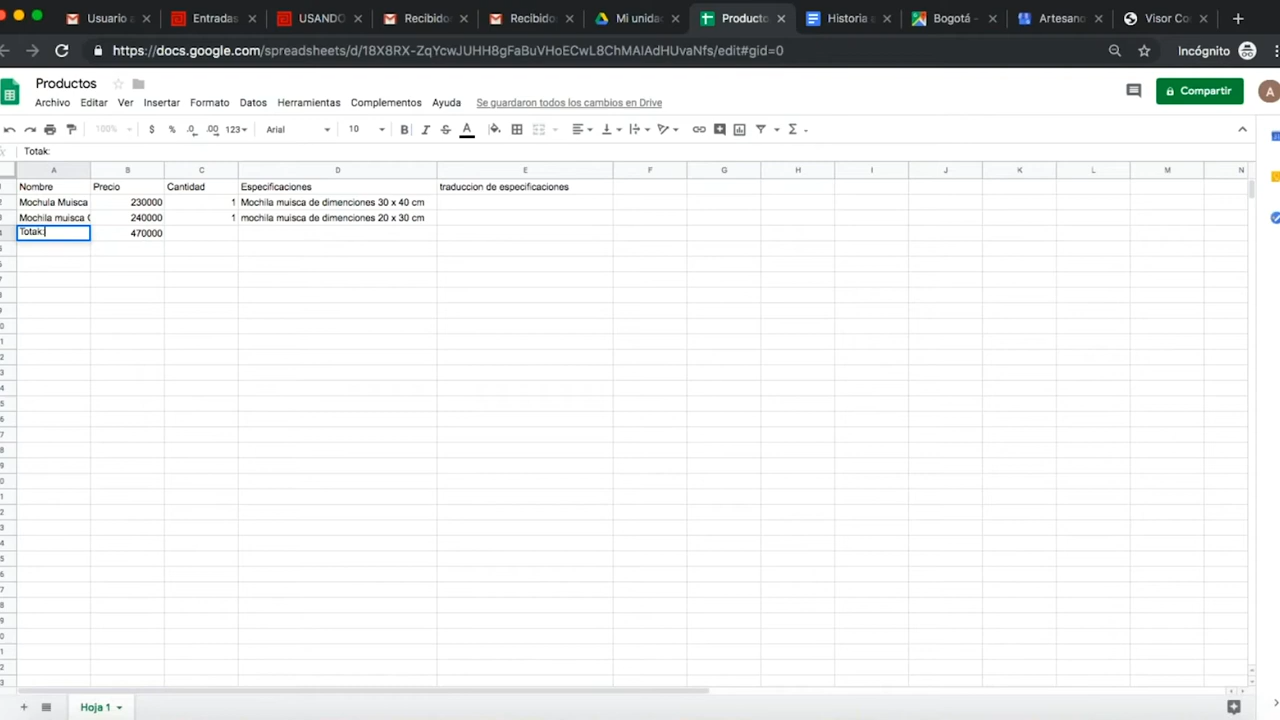 Usuario a
Entradas
USANDO
Recibido
Recibido
Mi unidad
Producto
Historia a
Bogotá -
Artesano
Visor Co
https://docs.google.com/spreadsheets/d/18X8RX-ZqYcwJUHH8gFaBuVHoECwL8ChMAIAdHUvaNfs/edit#gid=0
Incógnito
Productos
Archivo Editar Ver Insertar Formato Datos Herramientas Complementos Ayuda Se guardaron todos los cambios en Drive
Compartir
A
100% $ % .0 .00 123 Arial 10 B I S A
Totak:
A B C D E F G H I J K L M N
Nombre Precio Cantidad Especificaciones traduccion de especificaciones
2 Mochula Muisca 230000 1 Mochila muisca de dimenciones 30 x 40 cm
3 Mochila muisca 240000 1 mochila muisca de dimenciones 20 x 30 cm
4 Totak: 470000
Hoja 1